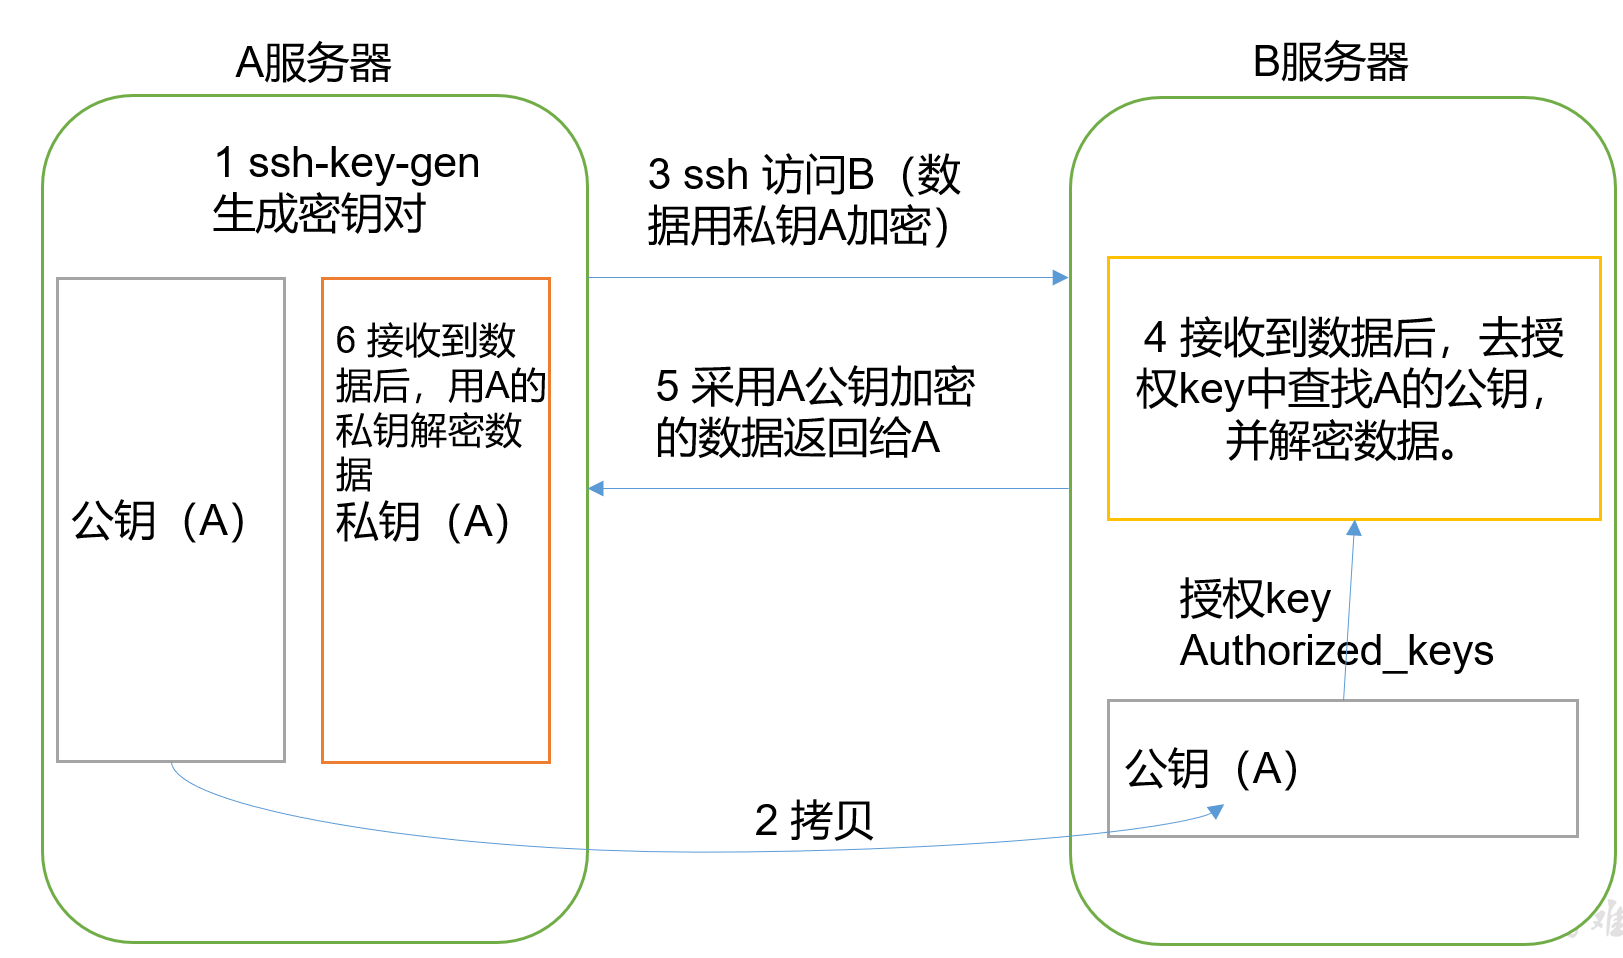 A服务器
B服务器
1 ssh-key-gen
生成密钥对
3 ssh 访问B（数
据用私钥A加密）
6 接收到数
据后，用A的
私钥解密数
据
私钥（A）
公钥（A）
5 采用A公钥加密
的数据返回给A
4 接收到数据后，去授
权key中查找A的公钥，
并解密数据。
授权key
Authorized_keys
公钥（A）
2 拷贝
难